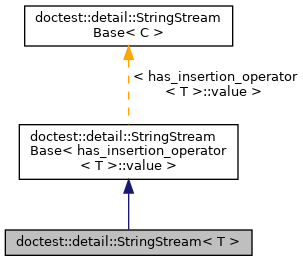 doctest::detail::StringStream
Base< C >
< has_insertion_operator
< T >::value >
doctest::detail::StringStream
Base< has_insertion_operator
< T >::value >
doctest::detail::StringStream< T >